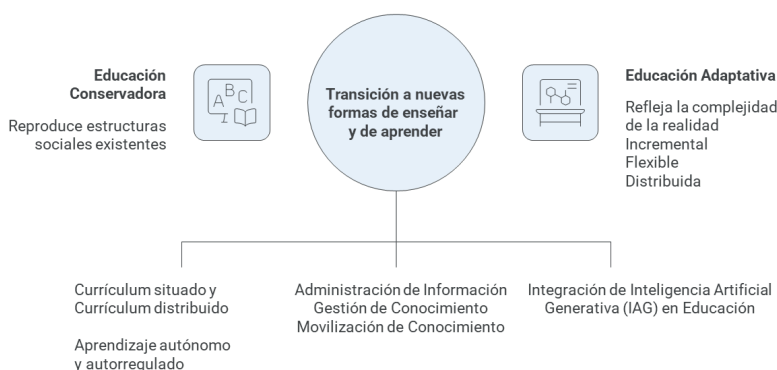 Educación
Conservadora
Reproduce estructuras
sociales existentes
A B C
Transición a nuevas
formas de enseñar
y de aprender
Educación Adaptativa
Refleja la complejidad
de la realidad
Incremental
Flexible
Distribuida
Currículum situado y
Currículum distribuido
Aprendizaje autónomo
y autorregulado
Administración de Información
Gestión de Conocimiento
Movilización de Conocimiento
Integración de Inteligencia Artificial
Generativa (IAG) en Educación